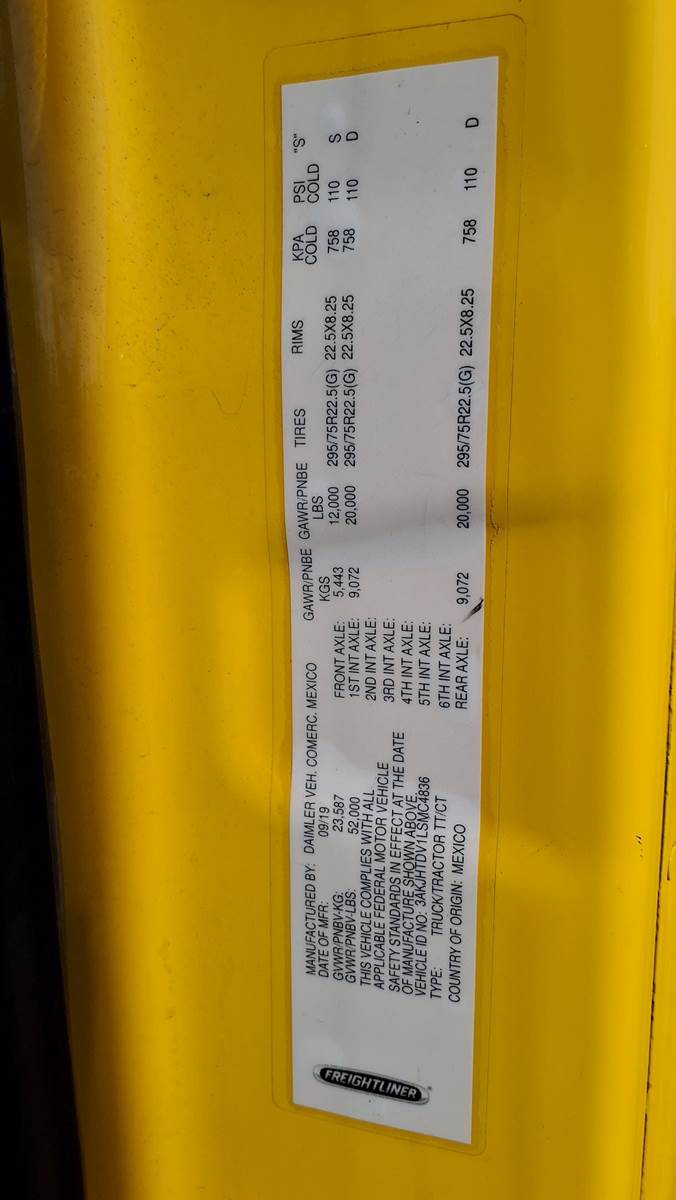 FREIGHTLINER
MANUFACTURED BY: DAIMLER VEH. COMERC. MEXICO
DATE OF MFR: 09/19
GVWR/PNBV-KG: 23,587
GVWR/PNBV-LBS: 52,000
THIS VEHICLE COMPLIES WITH ALL
APPLICABLE FEDERAL MOTOR VEHICLE
SAFETY STANDARDS IN EFFECT AT THE DATE
OF MANUFACTURE SHOWN ABOVE
VEHICLE ID NO: 3AKJHTDV1LSMC4836
TYPE: TRUCK/TRACTOR TT/CT
COUNTRY OF ORIGIN: MEXICO
GAWR/PNBE GAWR/PNBE TIRES RIMS KPA PSI "S"
KGS LBS COLD COLD
FRONT AXLE: 5,443 12,000 295/75R22.5(G) 22.5X8.25 758 110 S
1ST INT AXLE: 9,072 20,000 295/75R22.5(G) 22.5X8.25 758 110 D
2ND INT AXLE:
3RD INT AXLE:
4TH INT AXLE:
5TH INT AXLE:
6TH INT AXLE:
REAR AXLE: 9,072 20,000 295/75R22.5(G) 22.5X8.25 758 110 D